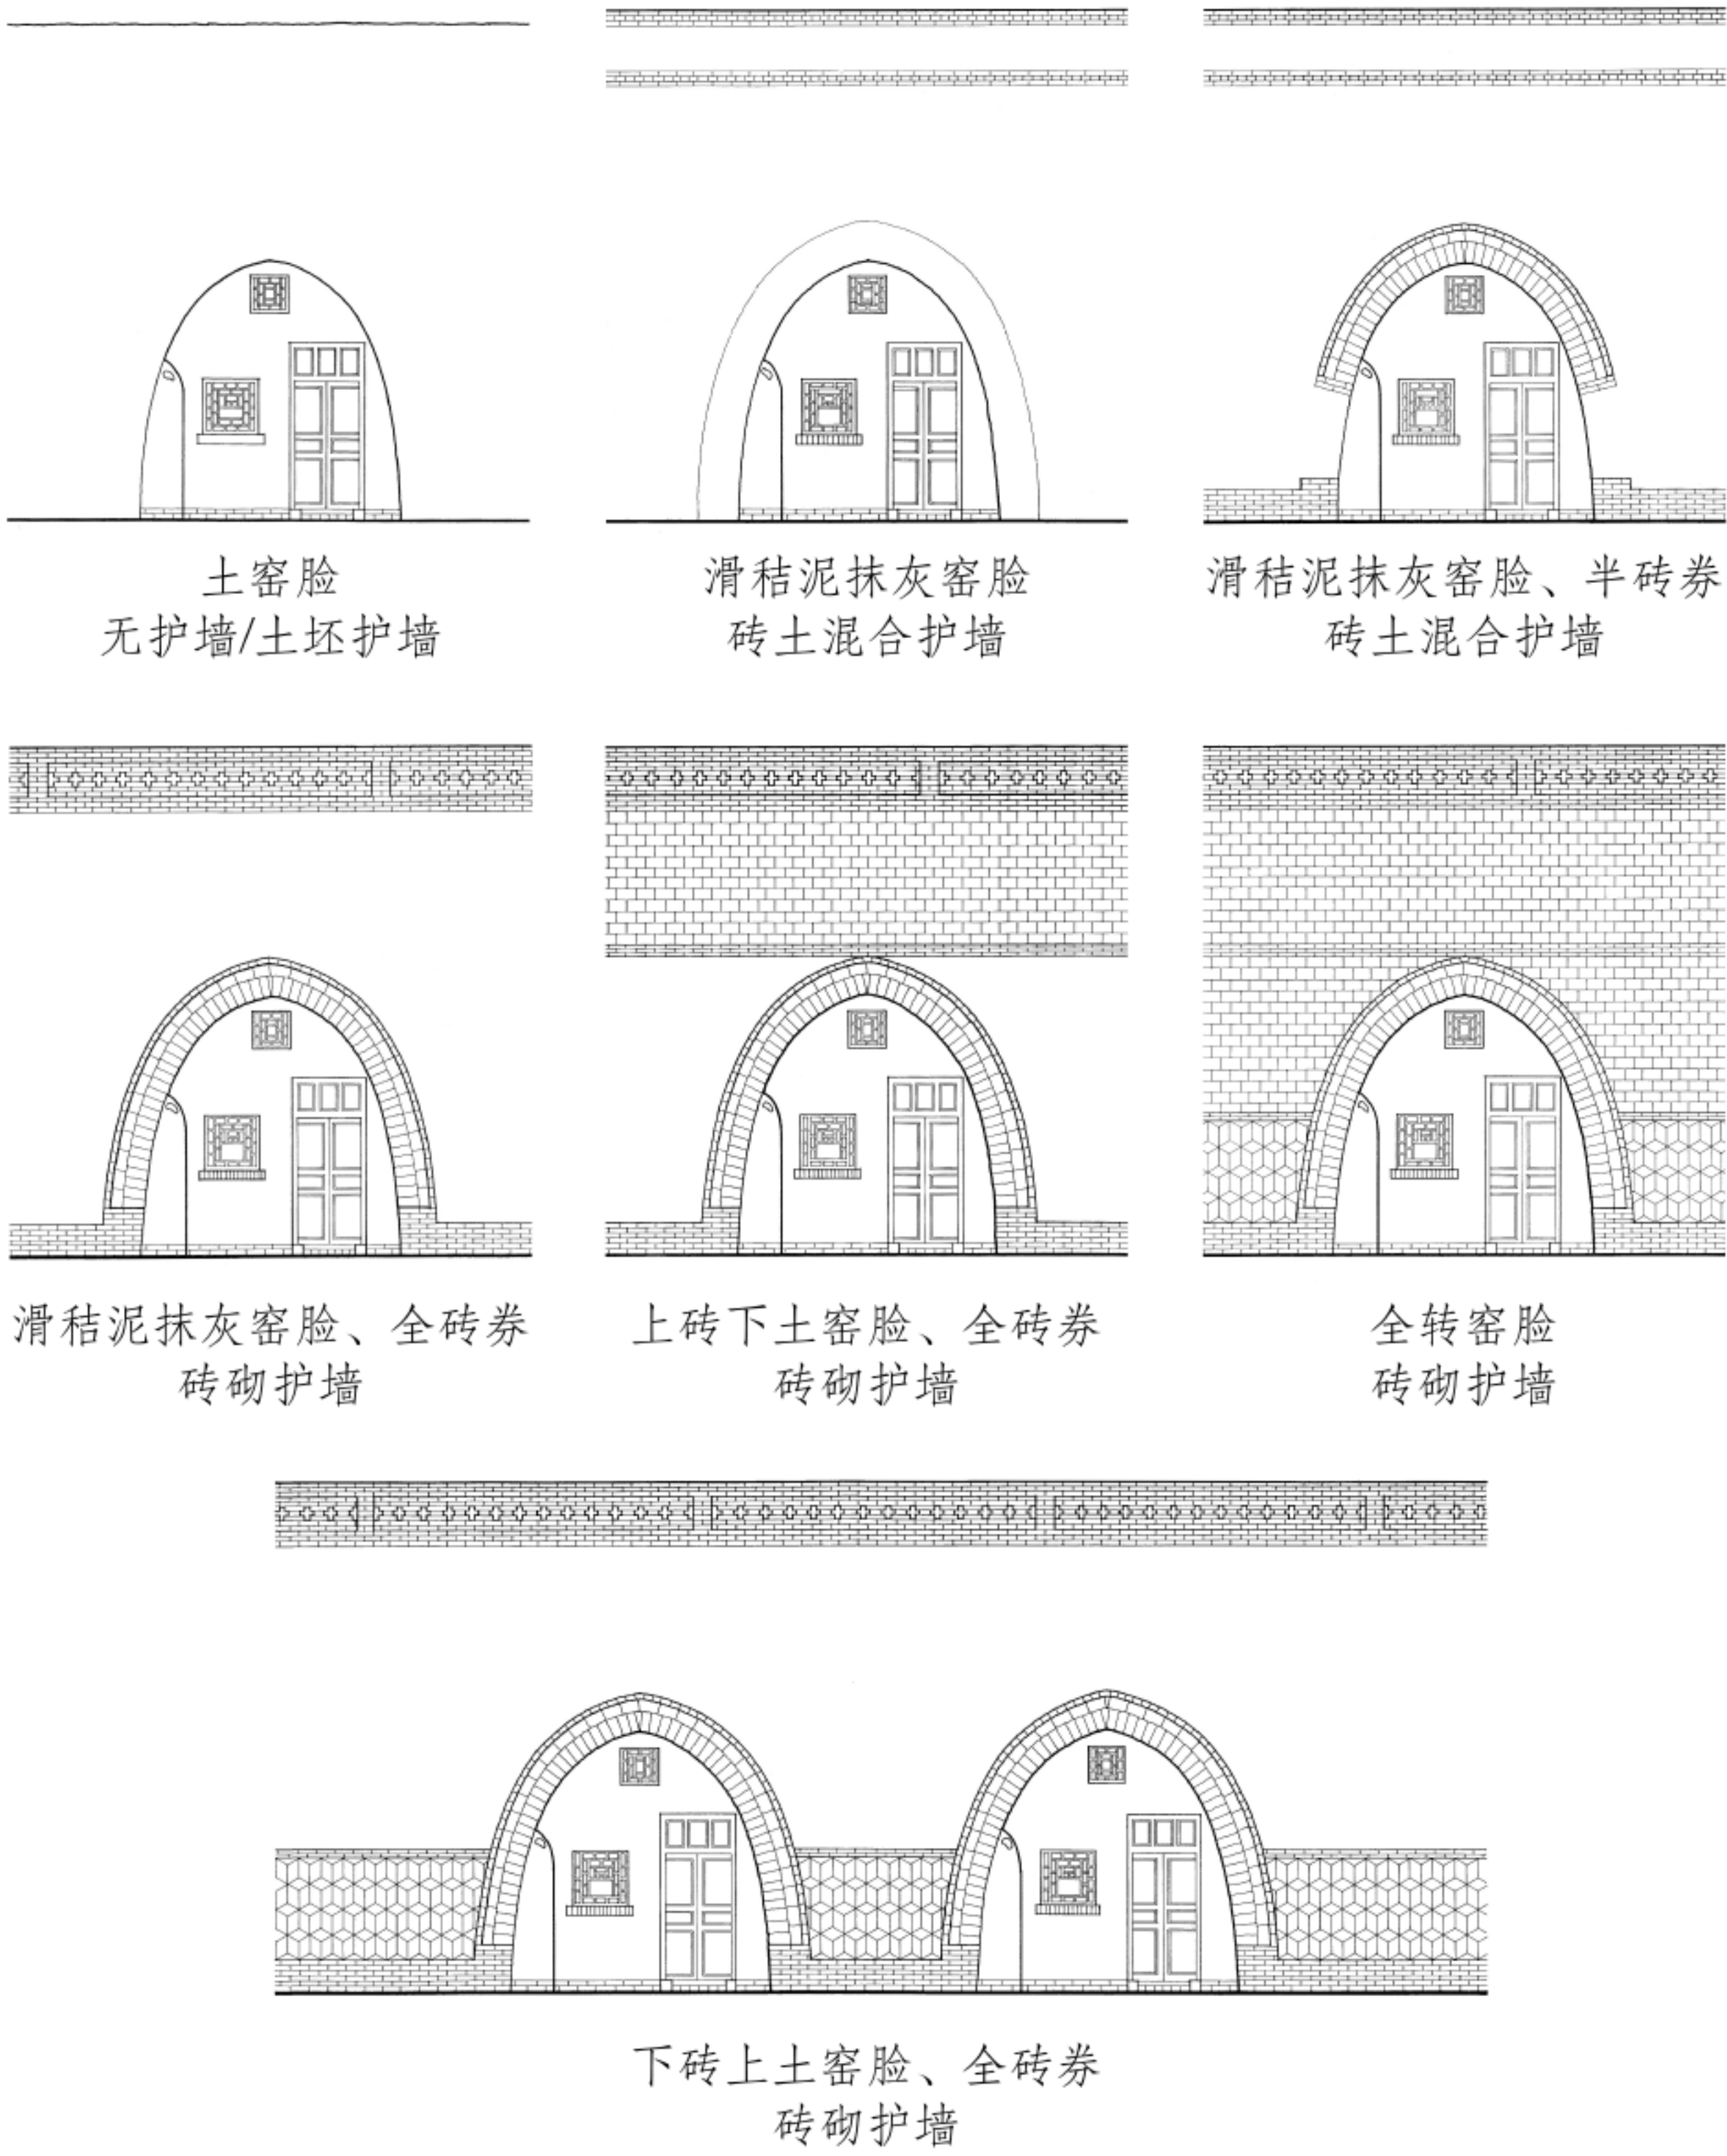 土窑脸
无护墙/土坯护墙
滑秸泥抹灰窑脸
砖土混合护墙
滑秸泥抹灰窑脸、半砖券
砖土混合护墙
滑秸泥抹灰窑脸、全砖券
砖砌护墙
上砖下土窑脸、全砖券
砖砌护墙
全转窑脸
砖砌护墙
下砖上土窑脸、全砖券
砖砌护墙